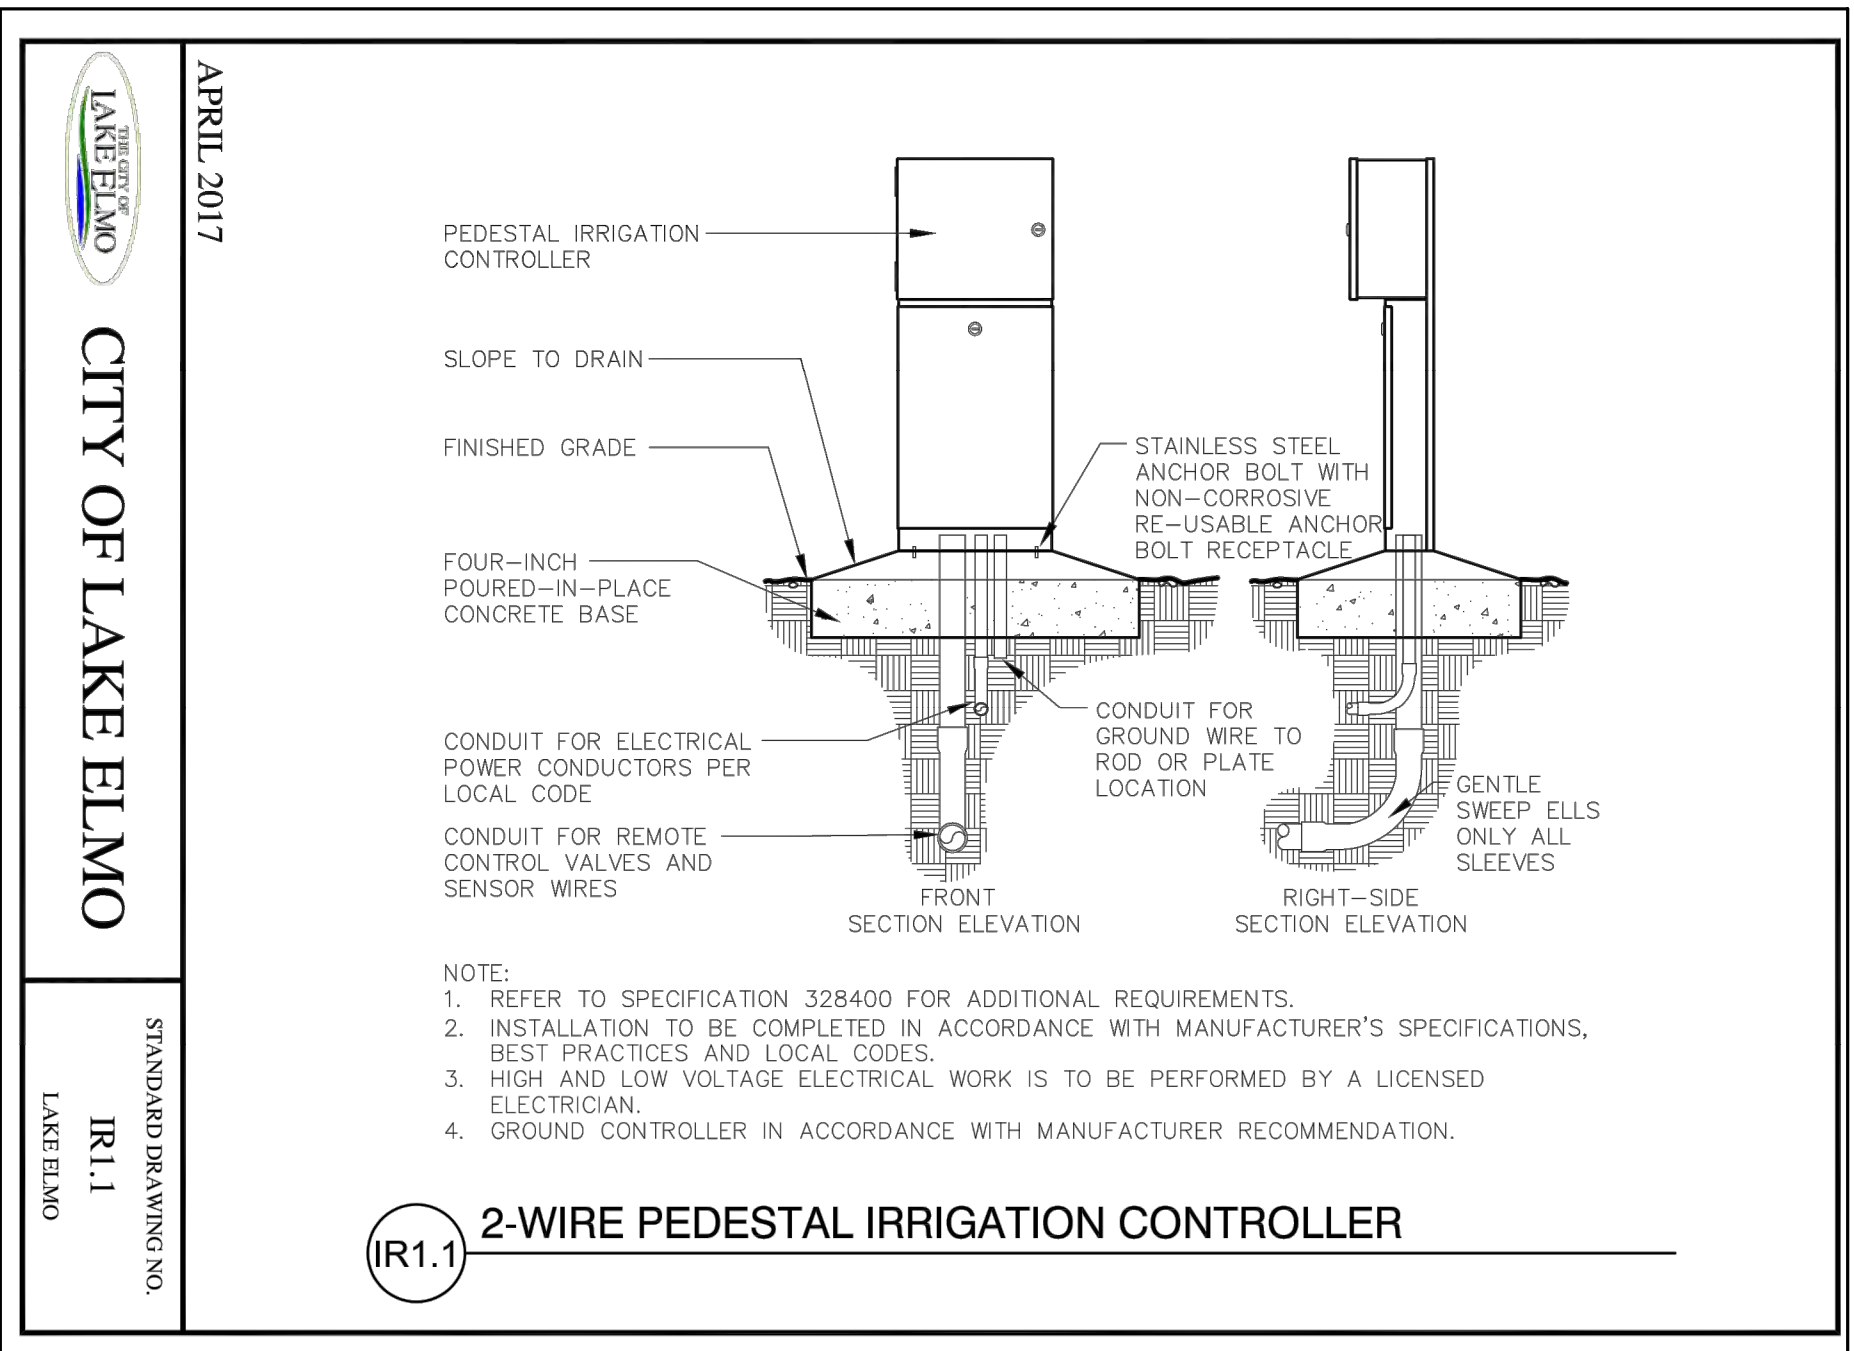 APRIL 2017
THE CITY OF
LAKE ELMO
CITY OF LAKE ELMO
STANDARD DRAWING NO.
IR1.1
LAKE ELMO
PEDESTAL IRRIGATION
CONTROLLER
SLOPE TO DRAIN
FINISHED GRADE
FOUR-INCH
POURED-IN-PLACE
CONCRETE BASE
STAINLESS STEEL
ANCHOR BOLT WITH
NON-CORROSIVE
RE-USABLE ANCHOR
BOLT RECEPTACLE
CONDUIT FOR ELECTRICAL
POWER CONDUCTORS PER
LOCAL CODE
CONDUIT FOR REMOTE
CONTROL VALVES AND
SENSOR WIRES
CONDUIT FOR
GROUND WIRE TO
ROD OR PLATE
LOCATION
GENTLE
SWEEP ELLS
ONLY ALL
SLEEVES
FRONT
SECTION ELEVATION
RIGHT-SIDE
SECTION ELEVATION
NOTE:
1. REFER TO SPECIFICATION 328400 FOR ADDITIONAL REQUIREMENTS.
2. INSTALLATION TO BE COMPLETED IN ACCORDANCE WITH MANUFACTURER'S SPECIFICATIONS,
BEST PRACTICES AND LOCAL CODES.
3. HIGH AND LOW VOLTAGE ELECTRICAL WORK IS TO BE PERFORMED BY A LICENSED
ELECTRICIAN.
4. GROUND CONTROLLER IN ACCORDANCE WITH MANUFACTURER RECOMMENDATION.
IR1.1
2-WIRE PEDESTAL IRRIGATION CONTROLLER